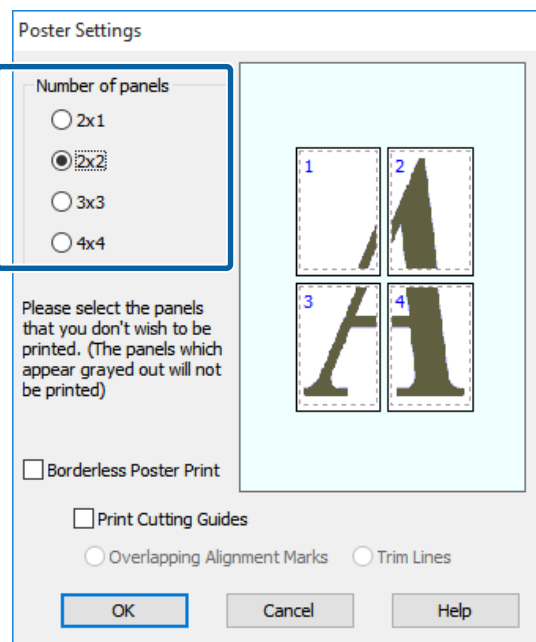 Poster Settings
Number of panels
2x1
2x2
3x3
4x4
1
2
3
4
Please select the panels
that you don't wish to be
printed. (The panels which
appear grayed out will not
be printed)
Borderless Poster Print
Print Cutting Guides
Overlapping Alignment Marks
Trim Lines
OK
Cancel
Help